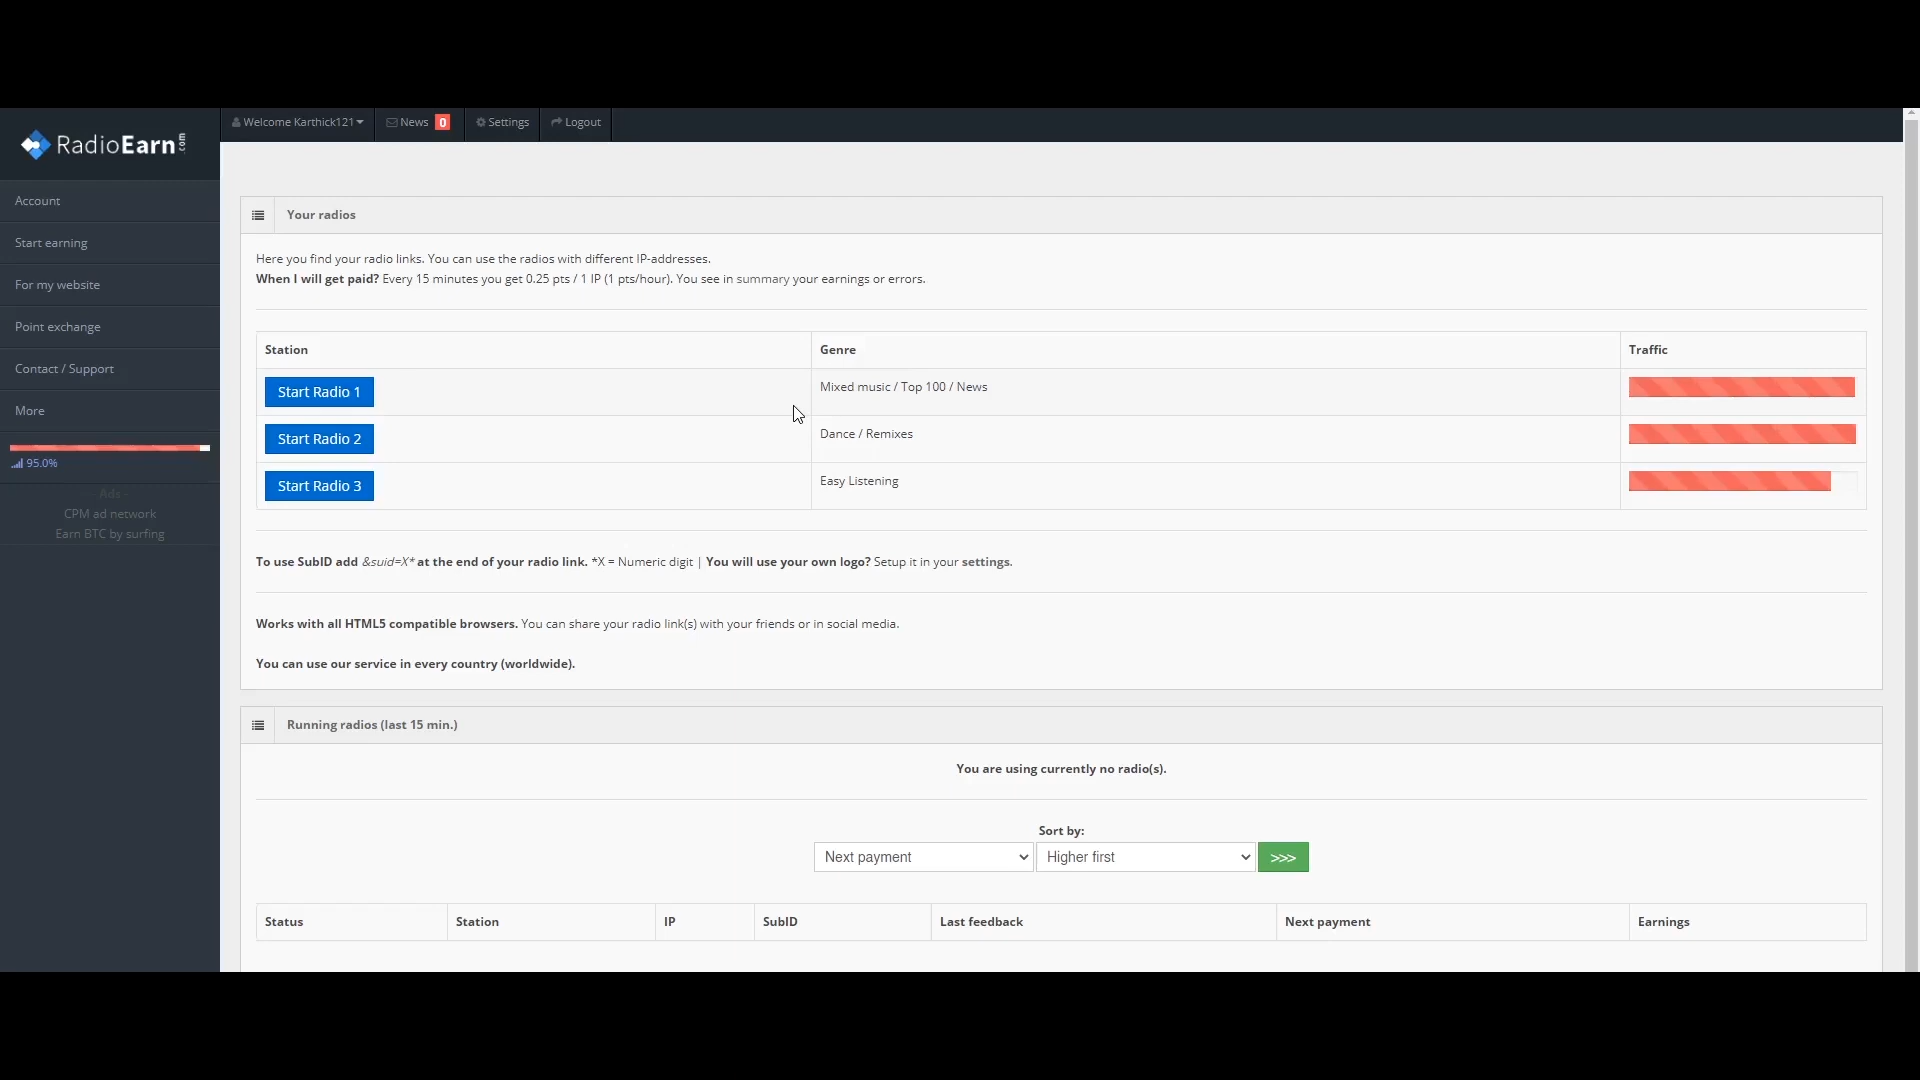 RadioEarn.com
Welcome Karthick121
News 0
Settings
Logout
Account
Start earning
For my website
Point exchange
Contact / Support
More
95.0%
- Ads -
CPM ad network
Earn BTC by surfing
Your radios
Here you find your radio links. You can use the radios with different IP-addresses.
When I will get paid? Every 15 minutes you get 0.25 pts / 1 IP (1 pts/hour). You see in summary your earnings or errors.
Station Genre Traffic
Start Radio 1 Mixed music / Top 100 / News
Start Radio 2 Dance / Remixes
Start Radio 3 Easy Listening
To use SubID add &suid=X* at the end of your radio link. *X = Numeric digit | You will use your own logo? Setup it in your settings.
Works with all HTML5 compatible browsers. You can share your radio link(s) with your friends or in social media.
You can use our service in every country (worldwide).
Running radios (last 15 min.)
You are using currently no radio(s).
Sort by:
Next payment Higher first >>>
Status Station IP SubID Last feedback Next payment Earnings